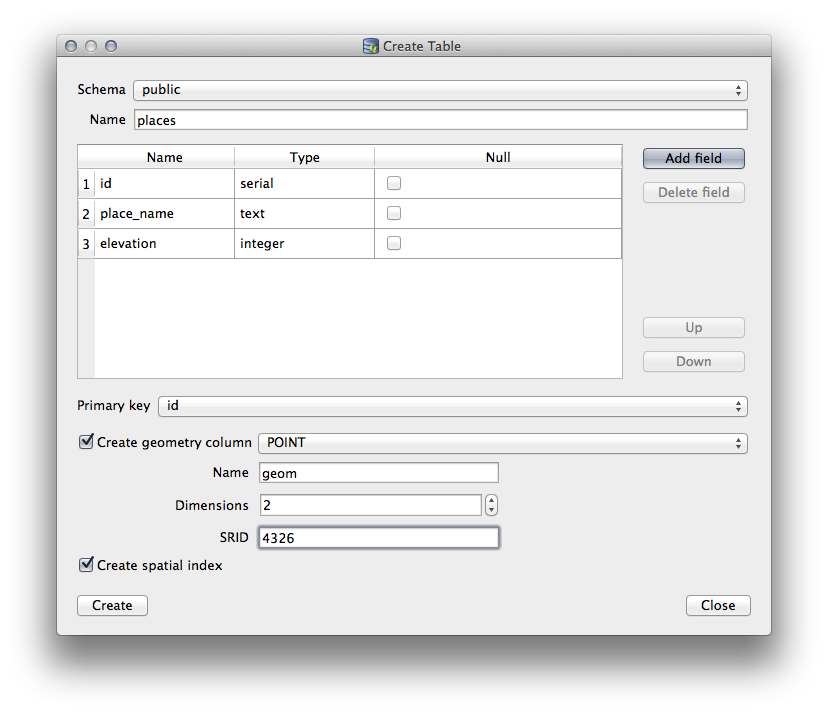 Create Table
Schema public
Name places
Name Type Null Add field
1 id serial
Delete field
2 place_name text
3 elevation integer
Up
Down
Primary key id
Create geometry column POINT
Name geom
Dimensions 2
SRID 4326
Create spatial index
Create Close